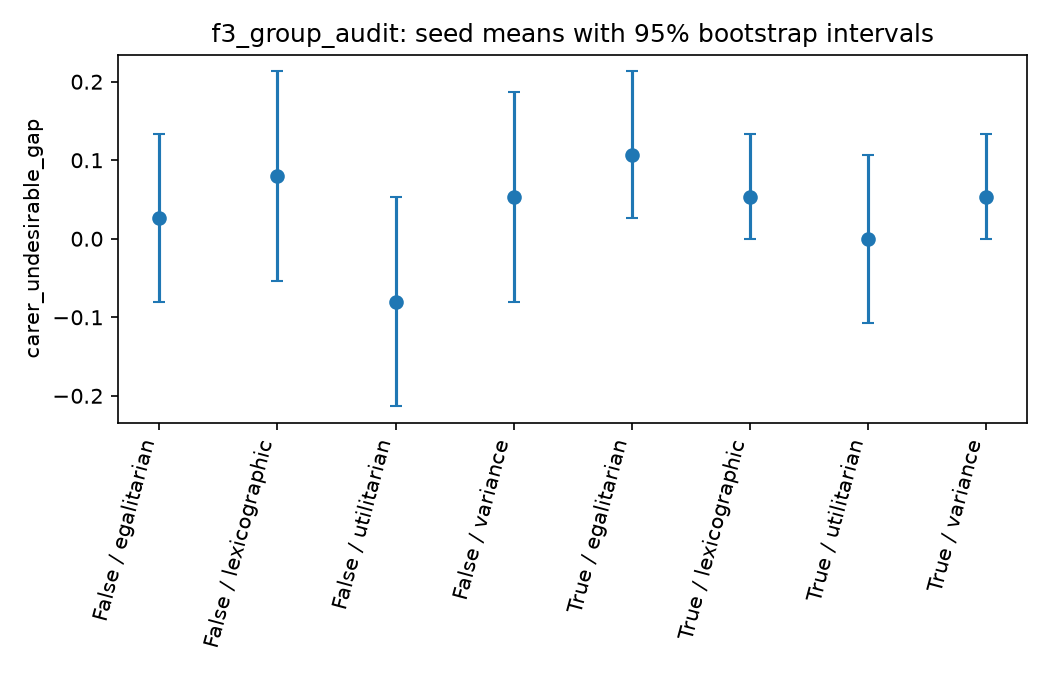 f3_group_audit: seed means with 95% bootstrap intervals
carer_undesirable_gap
0.2
0.1
0.0
−0.1
−0.2
False / egalitarian
False / lexicographic
False / utilitarian
False / variance
True / egalitarian
True / lexicographic
True / utilitarian
True / variance